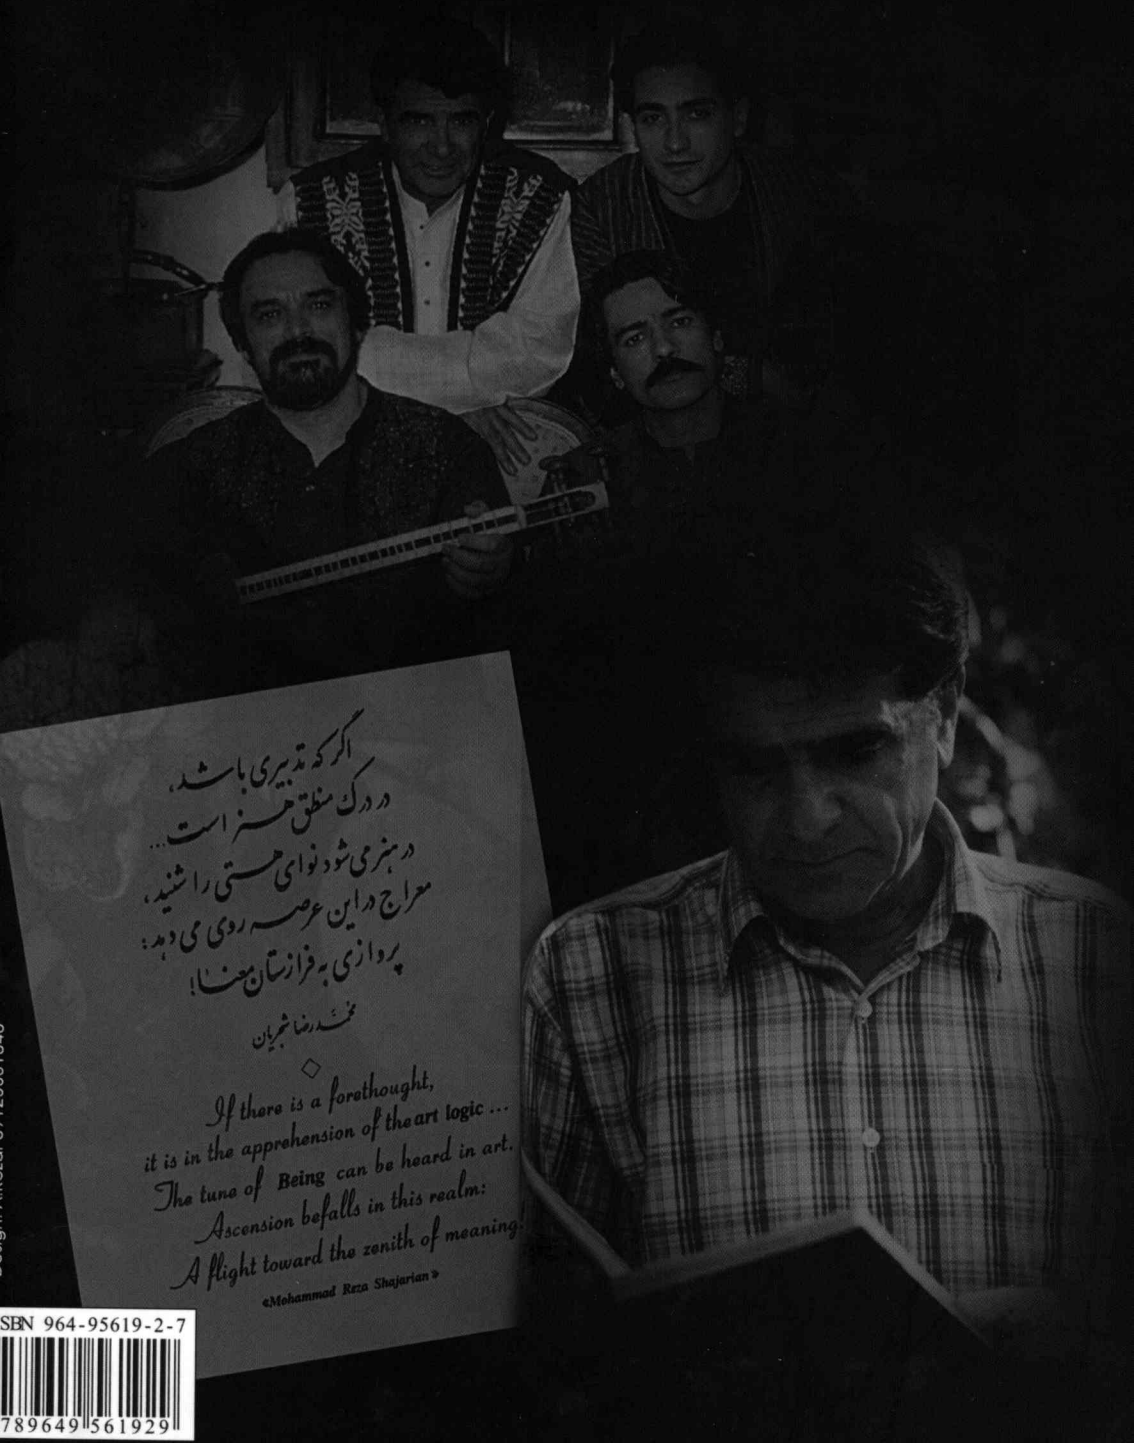 اگر که تدبیری باشد،
در درک منطق هنر است...
در هنر می‌شود نوای هستی را شنید،
معراج در این عرصه روی می‌دهد:
پروازی به فرازستان معنا!
محمّدرضا شجریان
If there is a forethought,
it is in the apprehension of the art logic ...
The tune of Being can be heard in art.
Ascension befalls in this realm:
A flight toward the zenith of meaning!
«Mohammad Reza Shajarian»
SBN 964-95619-2-7
789649 561929